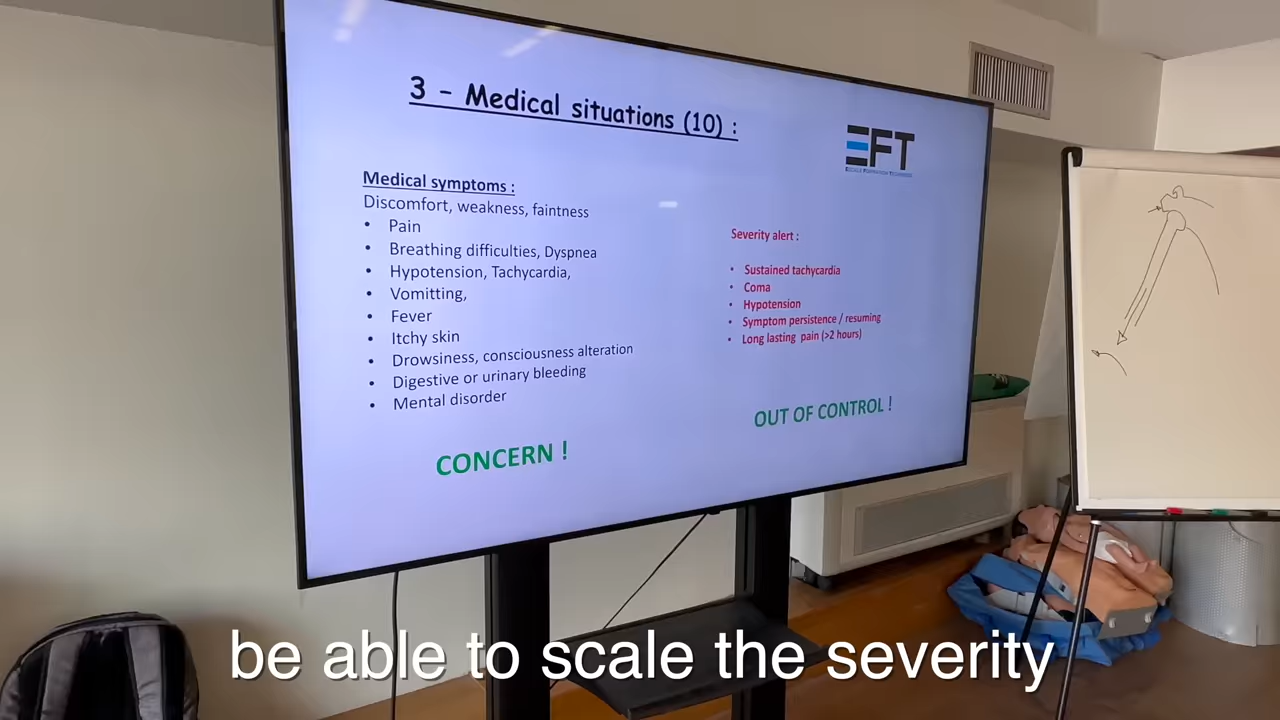 3 - Medical situations (10) :
EFT
Medical symptoms :
Discomfort, weakness, faintness
• Pain
• Breathing difficulties, Dyspnea
• Hypotension, Tachycardia,
• Vomitting,
• Fever
• Itchy skin
• Drowsiness, consciousness alteration
• Digestive or urinary bleeding
• Mental disorder
CONCERN !
Severity alert :
• Sustained tachycardia
• Coma
• Hypotension
• Symptom persistence / resuming
• Long lasting pain (>2 hours)
OUT OF CONTROL !
be able to scale the severity